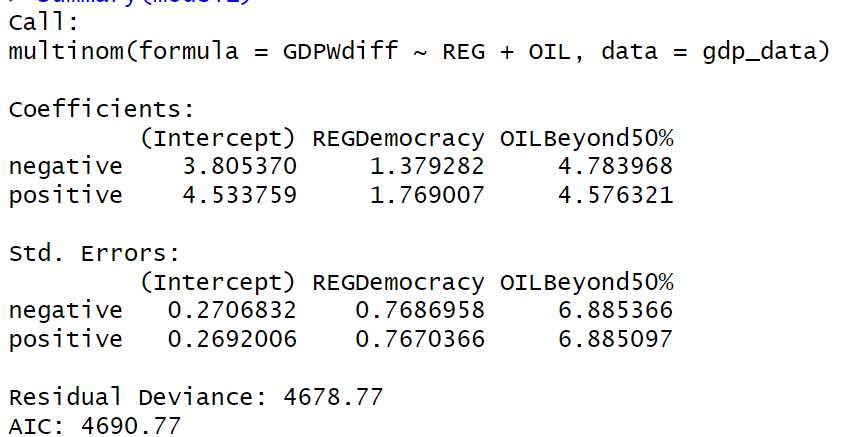 > summary(model2)
Call:
multinom(formula = GDPWdiff ~ REG + OIL, data = gdp_data)
Coefficients:
(Intercept) REGDemocracy OILBeyond50%
negative 3.805370 1.379282 4.783968
positive 4.533759 1.769007 4.576321
Std. Errors:
(Intercept) REGDemocracy OILBeyond50%
negative 0.2706832 0.7686958 6.885366
positive 0.2692006 0.7670366 6.885097
Residual Deviance: 4678.77
AIC: 4690.77